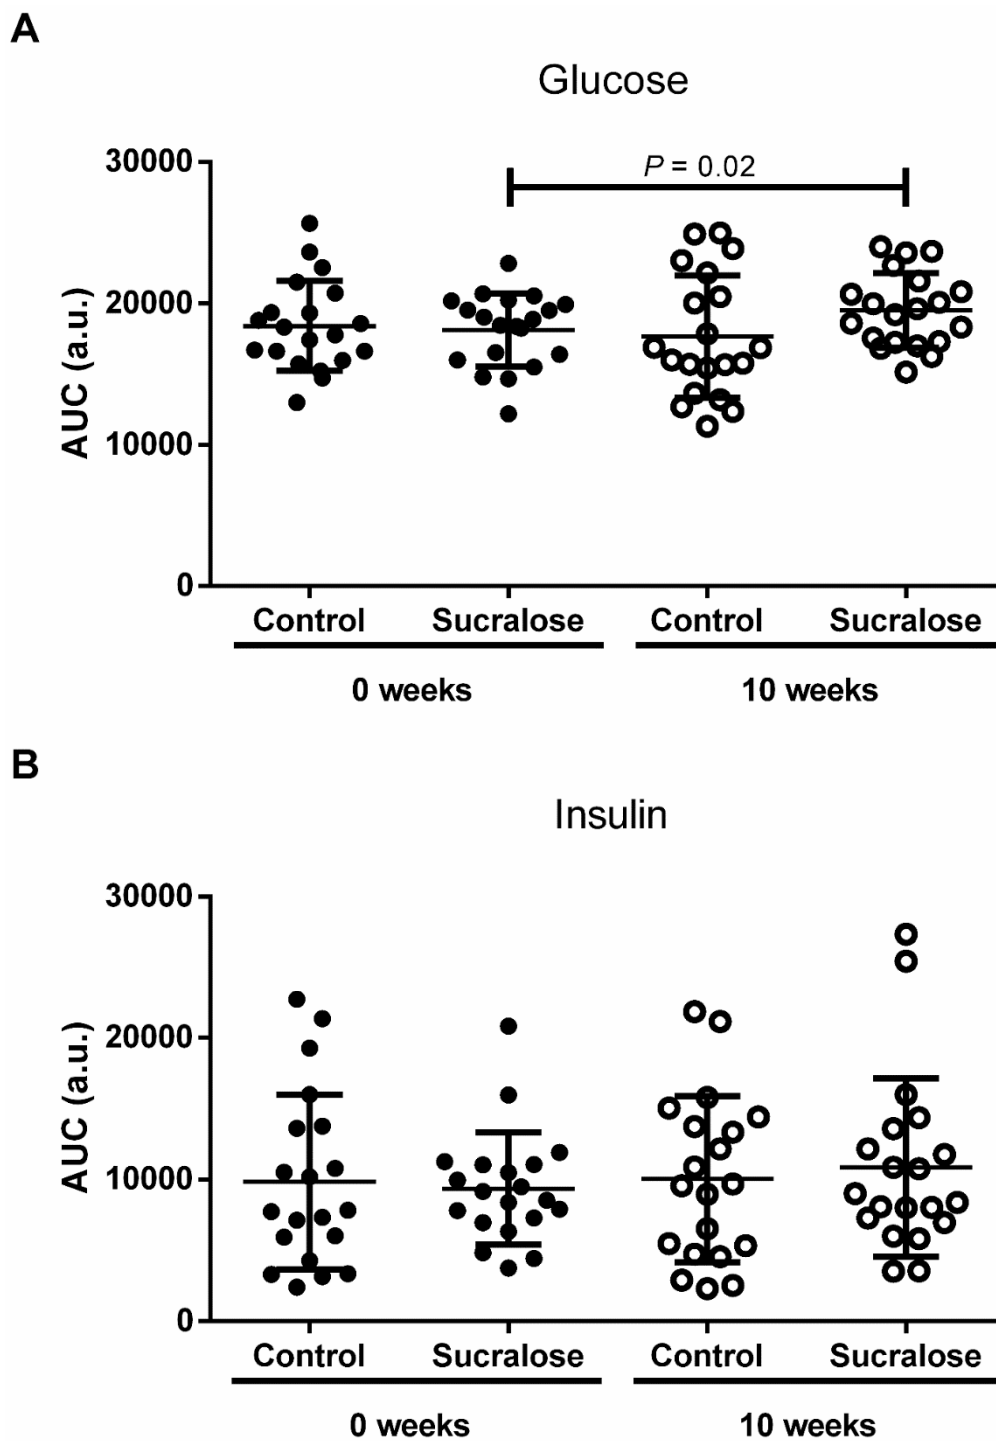 A
Glucose
30000
P = 0.02
20000
AUC (a.u.)
10000
0
Control Sucralose Control Sucralose
0 weeks 10 weeks
B
Insulin
30000
20000
AUC (a.u.)
10000
0
Control Sucralose Control Sucralose
0 weeks 10 weeks